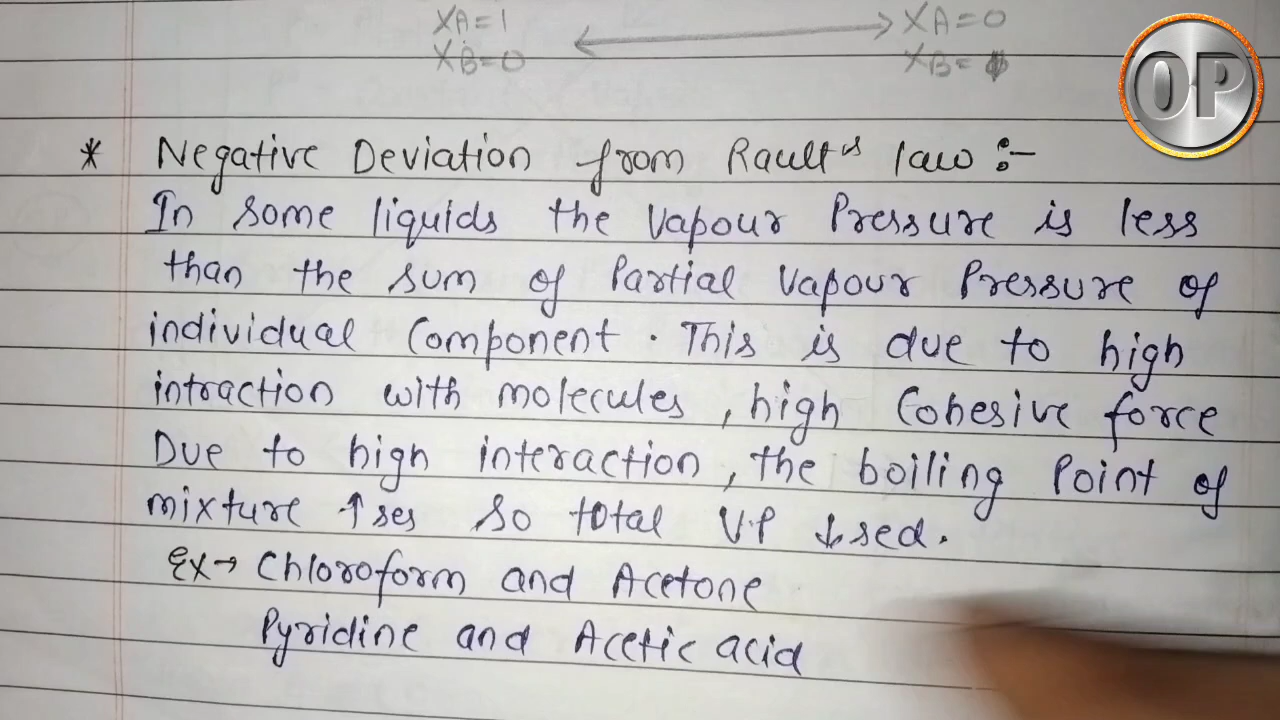 XA=1
XB=0
XA=0
XB=
OP
* Negative Deviation from Rault's law :-
In some liquids the Vapour Pressure is less
than the sum of Partial Vapour Pressure of
individual Component. This is due to high
intraction with molecules, high Cohesive force
Due to high interaction, the boiling Point of
mixture ↑ses So total V.P ↓sed.
Ex→ Chloroform and Acetone
Pyridine and Acetic acid